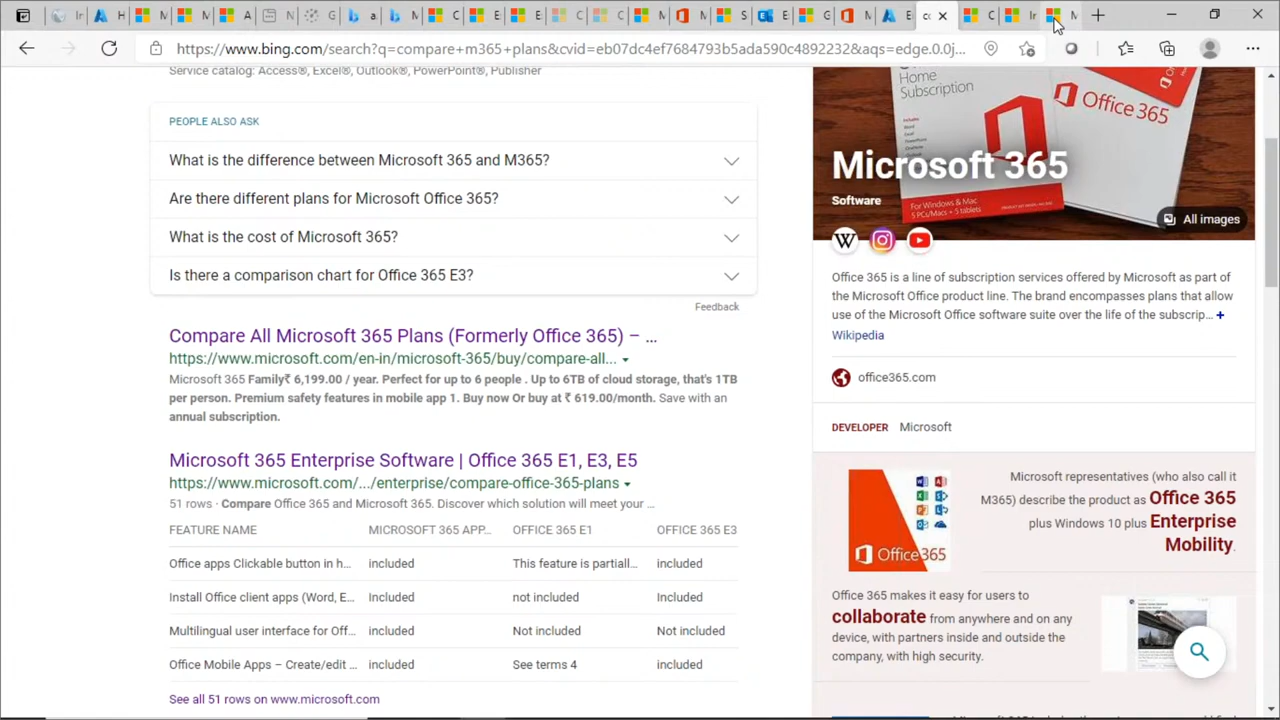 https://www.bing.com/search?q=compare+m365+plans&cvid=eb07dc4ef7684793b5ada590c4892232&aqs=edge.0.0j...
Service catalog: Access®, Excel®, Outlook®, PowerPoint®, Publisher
PEOPLE ALSO ASK
What is the difference between Microsoft 365 and M365?
Are there different plans for Microsoft Office 365?
What is the cost of Microsoft 365?
Is there a comparison chart for Office 365 E3?
Feedback
Compare All Microsoft 365 Plans (Formerly Office 365) – ...
https://www.microsoft.com/en-in/microsoft-365/buy/compare-all...
Microsoft 365 Family₹ 6,199.00 / year. Perfect for up to 6 people . Up to 6TB of cloud storage, that's 1TB
per person. Premium safety features in mobile app 1. Buy now Or buy at ₹ 619.00/month. Save with an
annual subscription.
Microsoft 365 Enterprise Software | Office 365 E1, E3, E5
https://www.microsoft.com/.../enterprise/compare-office-365-plans
51 rows · Compare Office 365 and Microsoft 365. Discover which solution will meet your ...
FEATURE NAME MICROSOFT 365 APP... OFFICE 365 E1 OFFICE 365 E3
Office apps Clickable button in h... included This feature is partiall... included
Install Office client apps (Word, E... Included not included Included
Multilingual user interface for Off... included Not included Not Included
Office Mobile Apps – Create/edit ... included See terms 4 included
See all 51 rows on www.microsoft.com
Office 365
Home
Subscription
Office 365
For Windows & Mac
5 PCs/Macs + 5 tablets
Microsoft 365
Software
All images
W
Office 365 is a line of subscription services offered by Microsoft as part of
the Microsoft Office product line. The brand encompasses plans that allow
use of the Microsoft Office software suite over the life of the subscrip... +
Wikipedia
office365.com
DEVELOPER Microsoft
Microsoft representatives (who also call it
M365) describe the product as Office 365
plus Windows 10 plus Enterprise
Mobility.
Office365
Office 365 makes it easy for users to
collaborate from anywhere and on any
device, with partners inside and outside the
company, with high security.